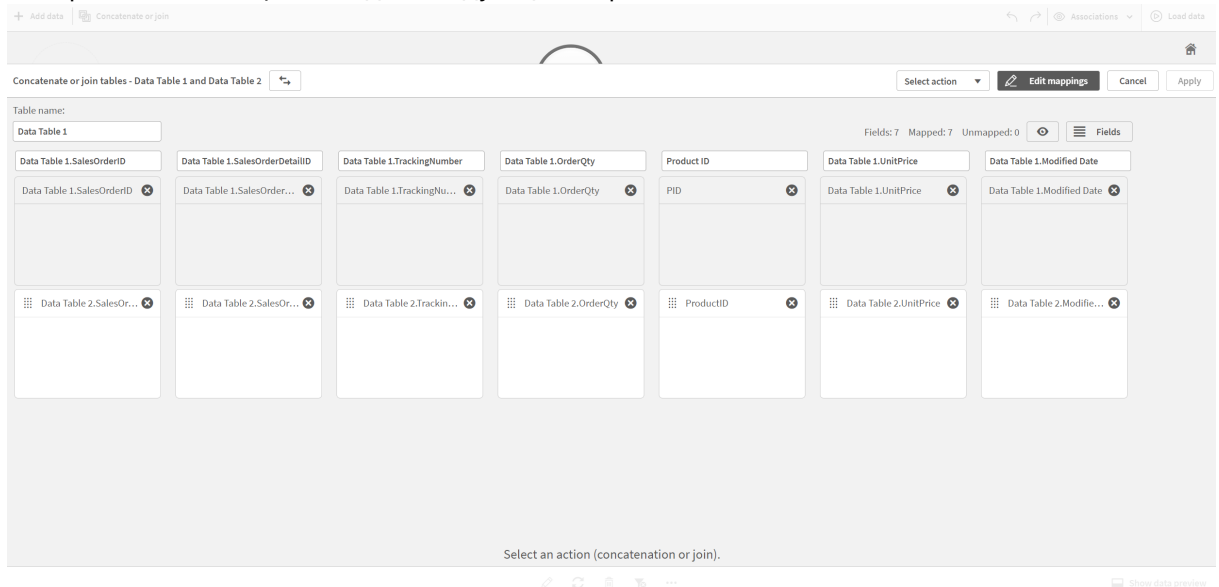 Add data Concatenate or join Associations Load data
Concatenate or join tables - Data Table 1 and Data Table 2 Select action Edit mappings Cancel Apply
Table name:
Data Table 1 Fields: 7 Mapped: 7 Unmapped: 0 Fields
Data Table 1.SalesOrderID Data Table 1.SalesOrderDetailID Data Table 1.TrackingNumber Data Table 1.OrderQty Product ID Data Table 1.UnitPrice Data Table 1.Modified Date
Data Table 1.SalesOrderID Data Table 1.SalesOrder... Data Table 1.TrackingNu... Data Table 1.OrderQty PID Data Table 1.UnitPrice Data Table 1.Modified Date
Data Table 2.SalesOr... Data Table 2.SalesOr... Data Table 2.Trackin... Data Table 2.OrderQty ProductID Data Table 2.UnitPrice Data Table 2.Modifie...
Select an action (concatenation or join).
Show data preview